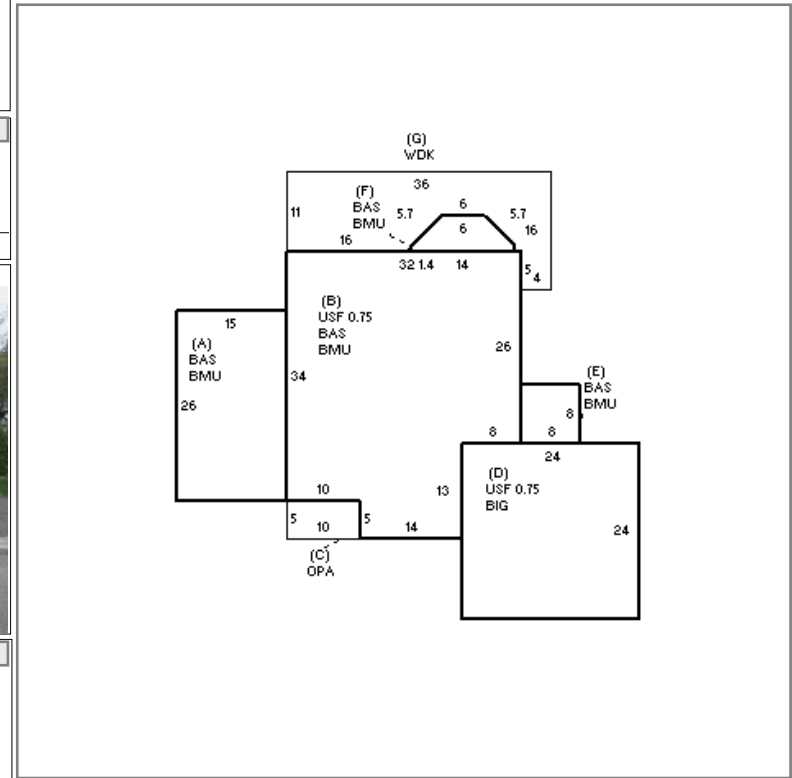 (G)
WDK
36
(F)
BAS
BMU
11
5.7
6
5.7
6
16
16
32 1.4 14
5
4
(B)
USF 0.75
BAS
BMU
15
(A)
BAS
BMU
26
34
26
(E)
BAS
BMU
8
8
8
24
10
13
(D)
USF 0.75
BIG
5
10
5
14
24
(C)
OPA